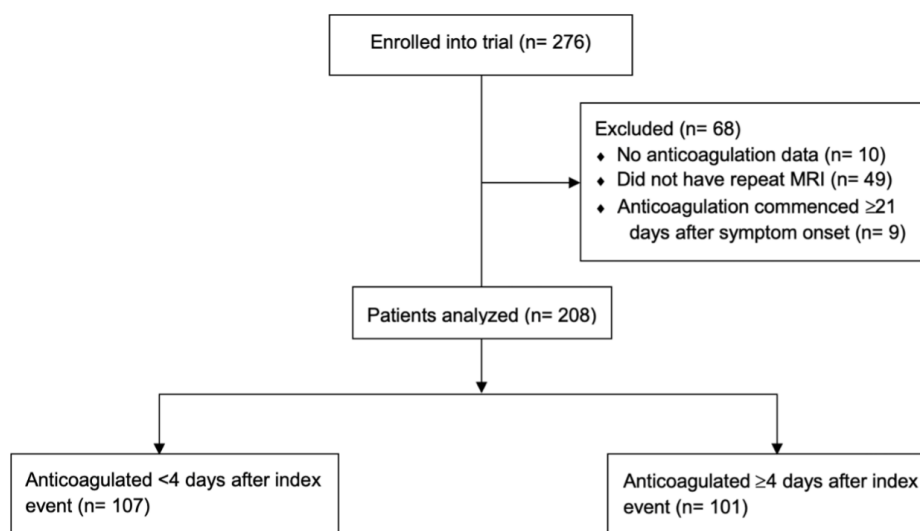 Enrolled into trial (n= 276)
Excluded (n= 68)
♦ No anticoagulation data (n= 10)
♦ Did not have repeat MRI (n= 49)
♦ Anticoagulation commenced ≥21
days after symptom onset (n= 9)
Patients analyzed (n= 208)
Anticoagulated <4 days after index
event (n= 107)
Anticoagulated ≥4 days after index
event (n= 101)